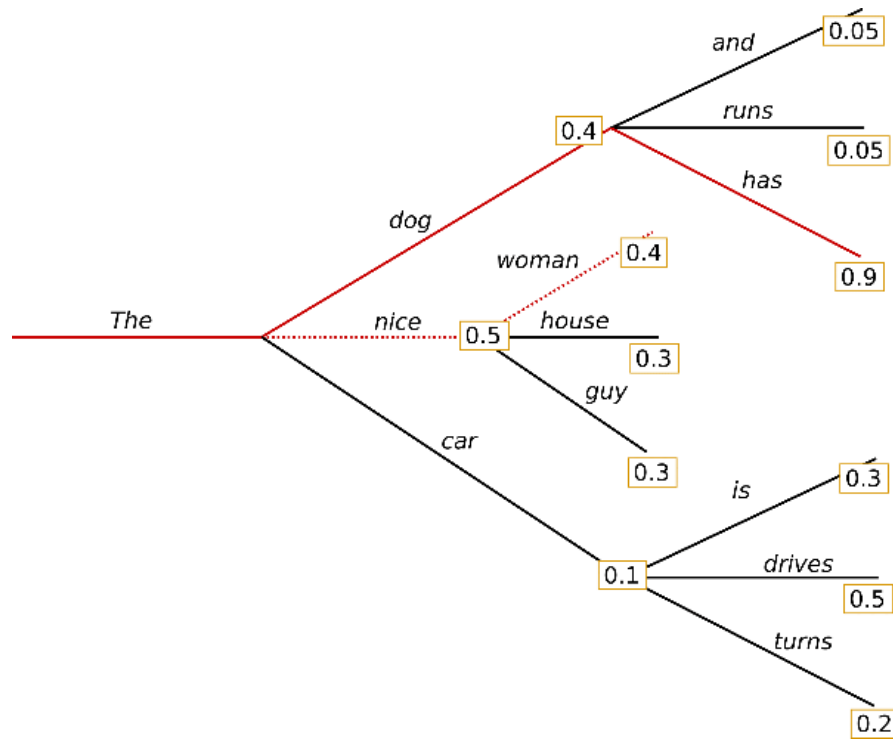 and
0.05
runs
0.4
0.05
has
dog
woman
0.4
0.9
The
nice
0.5
house
0.3
guy
car
0.3
is
0.3
drives
0.1
0.5
turns
0.2